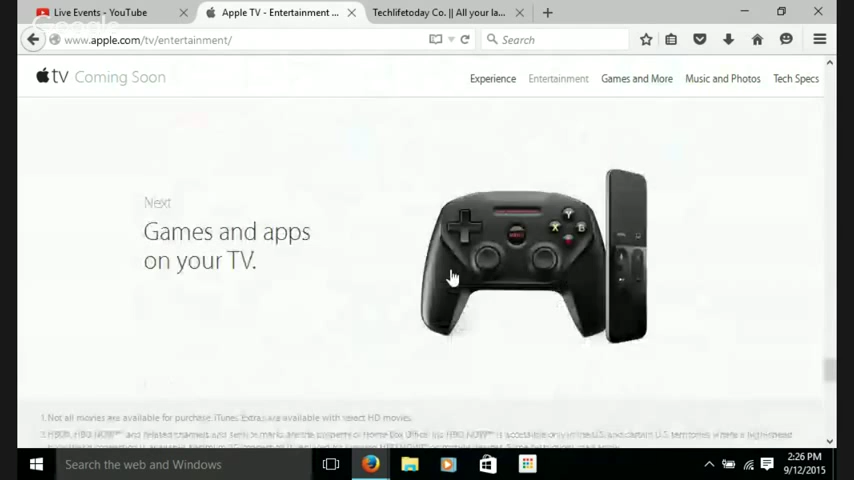 Live Events - YouTube
Apple TV - Entertainment ...
Techlifetoday Co. || All your la...
Google
www.apple.com/tv/entertainment/
Search
tv Coming Soon
Experience
Entertainment
Games and More
Music and Photos
Tech Specs
Next
Games and apps
on your TV.
Y
X
B
1. Not all movies are available for purchase. iTunes Extras are available with select HD movies.
Search the web and Windows
2:26 PM
9/12/2015